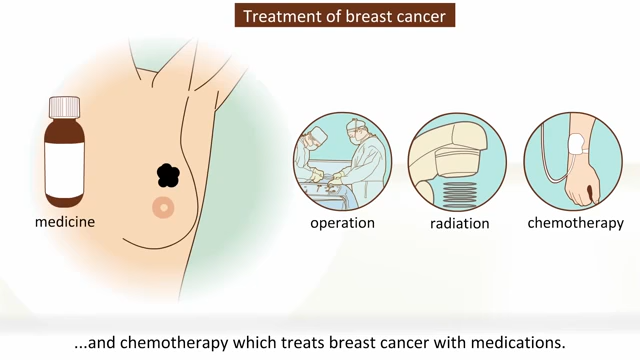 Treatment of breast cancer
medicine
operation
radiation
chemotherapy
...and chemotherapy which treats breast cancer with medications.